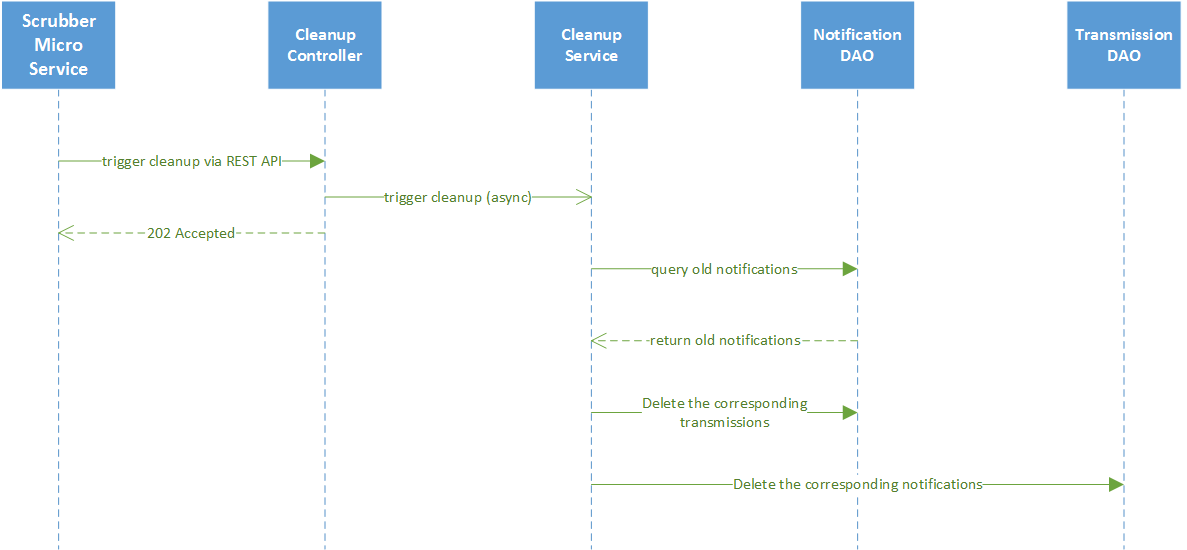 Scrubber
Micro
Service
Cleanup
Controller
Cleanup
Service
Notification
DAO
Transmission
DAO
trigger cleanup via REST API
trigger cleanup (async)
202 Accepted
query old notifications
return old notifications
Delete the corresponding
transmissions
Delete the corresponding notifications